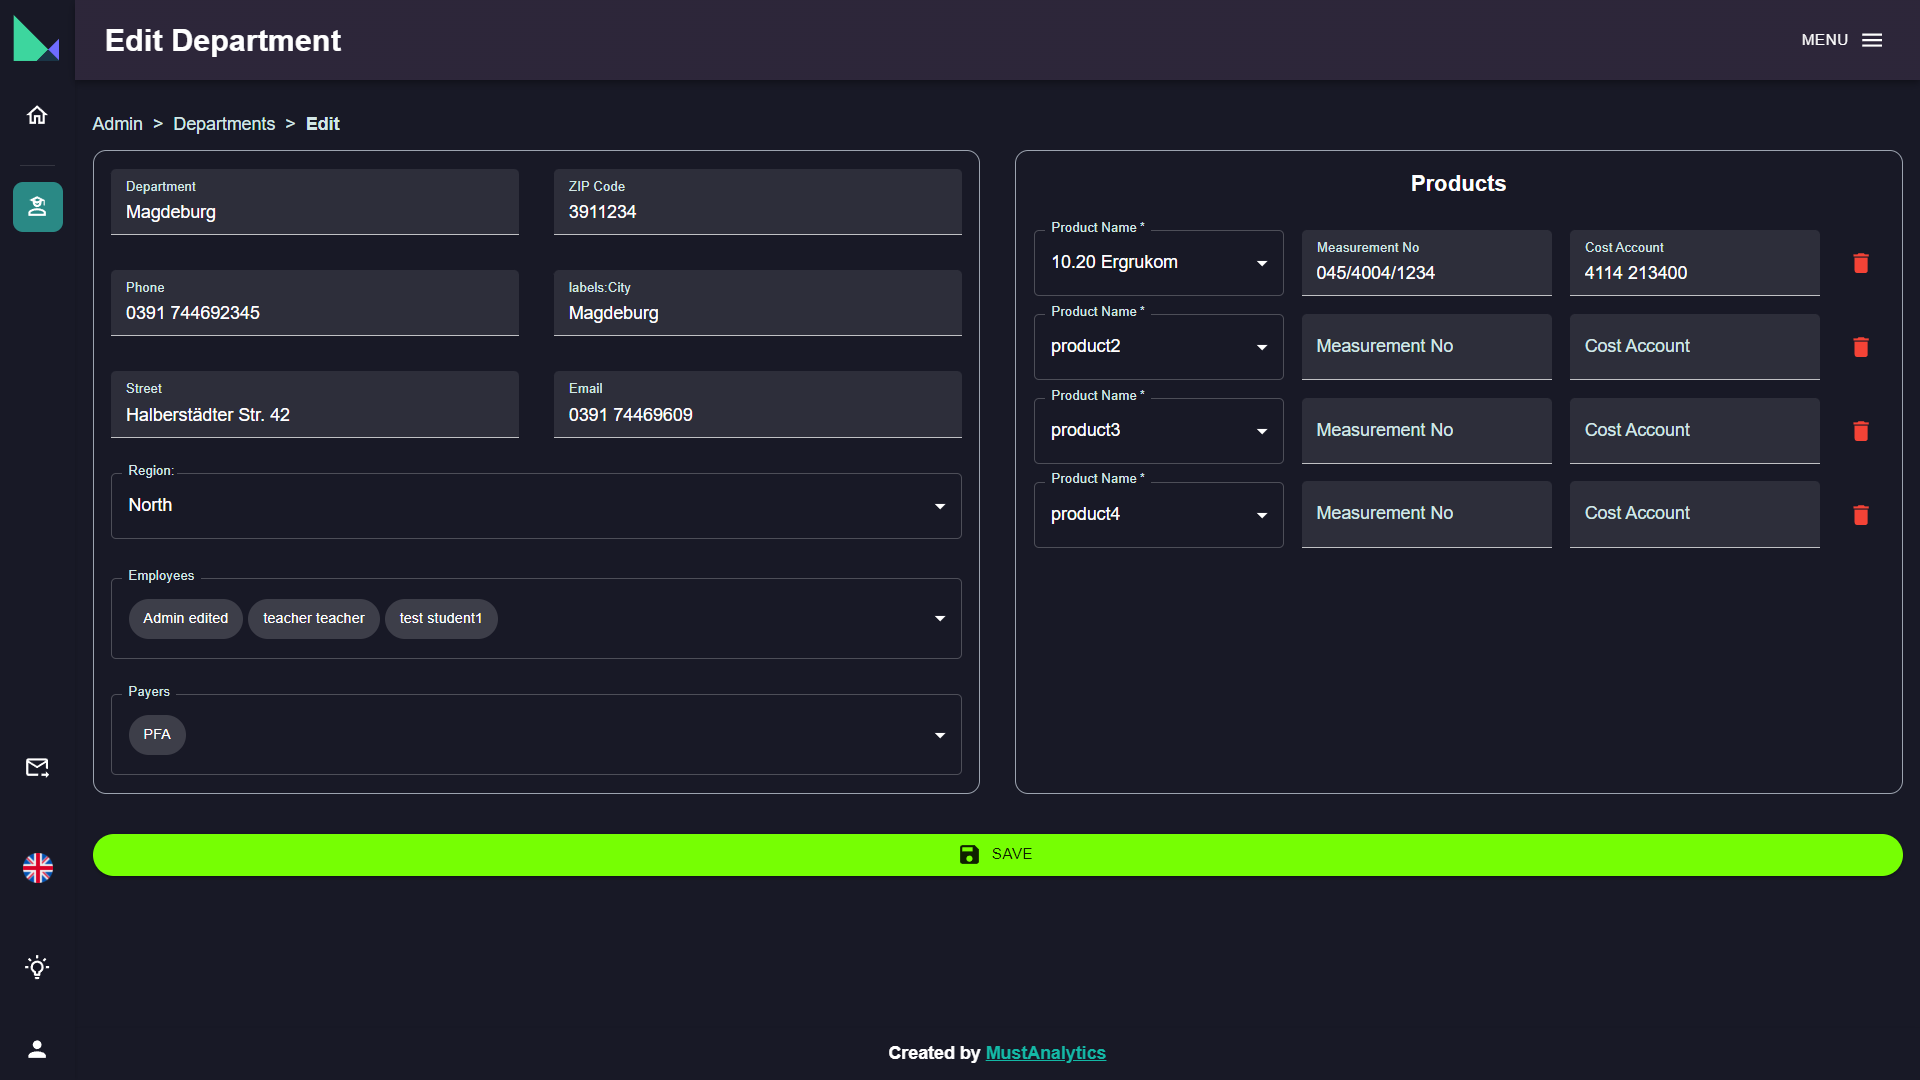 Edit Department
MENU
Admin > Departments > Edit
Department
Magdeburg
ZIP Code
3911234
Phone
0391 744692345
labels:City
Magdeburg
Street
Halberstädter Str. 42
Email
0391 74469609
Region:
North
Employees
Admin edited
teacher teacher
test student1
Payers
PFA
Products
Product Name *
10.20 Ergrukom
Measurement No
045/4004/1234
Cost Account
4114 213400
Product Name *
product2
Measurement No
Cost Account
Product Name *
product3
Measurement No
Cost Account
Product Name *
product4
Measurement No
Cost Account
SAVE
Created by MustAnalytics